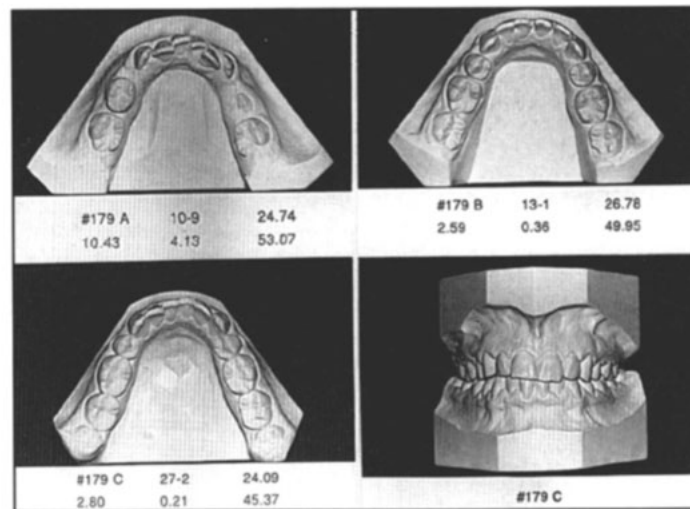 #179 A 10-9 24.74
10.43 4.13 53.07
#179 B 13-1 26.78
2.59 0.36 49.95
#179 C 27-2 24.09
2.80 0.21 45.37
#179 C